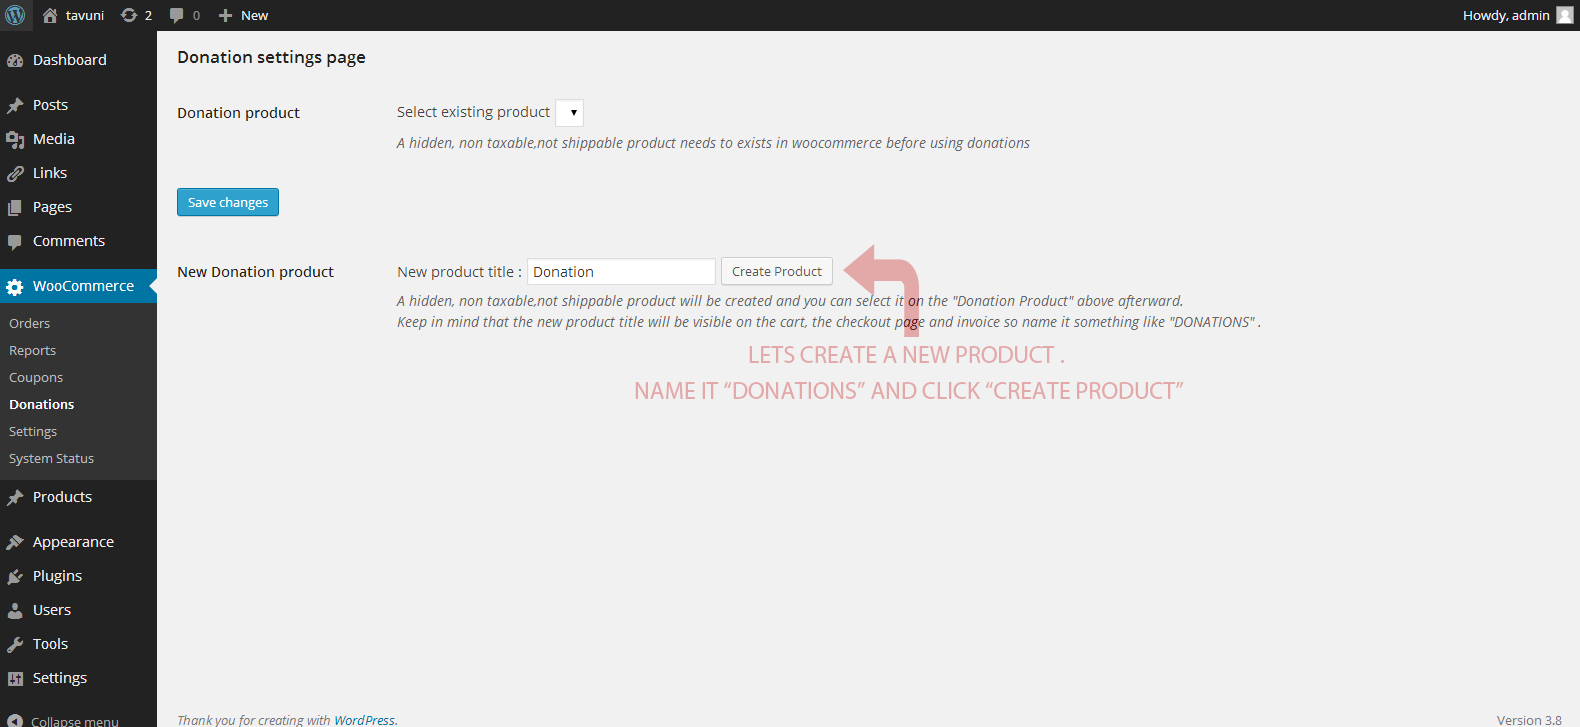 tavuni 2 0 New Howdy, admin
Dashboard
Posts
Media
Links
Pages
Comments
WooCommerce
Orders
Reports
Coupons
Donations
Settings
System Status
Products
Appearance
Plugins
Users
Tools
Settings
Collapse menu
Donation settings page
Donation product Select existing product
A hidden, non taxable,not shippable product needs to exists in woocommerce before using donations
Save changes
New Donation product New product title : Donation Create Product
A hidden, non taxable,not shippable product will be created and you can select it on the "Donation Product" above afterward.
Keep in mind that the new product title will be visible on the cart, the checkout page and invoice so name it something like "DONATIONS" .
LETS CREATE A NEW PRODUCT .
NAME IT “DONATIONS” AND CLICK “CREATE PRODUCT”
Thank you for creating with WordPress. Version 3.8